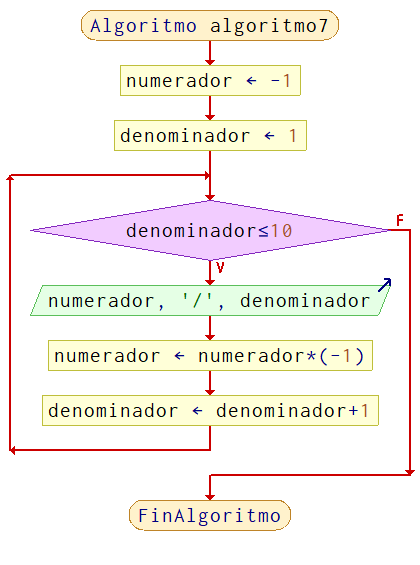 Algoritmo algoritmo7
numerador ← -1
denominador ← 1
denominador≤10
F
V
numerador, '/', denominador
numerador ← numerador*(-1)
denominador ← denominador+1
FinAlgoritmo